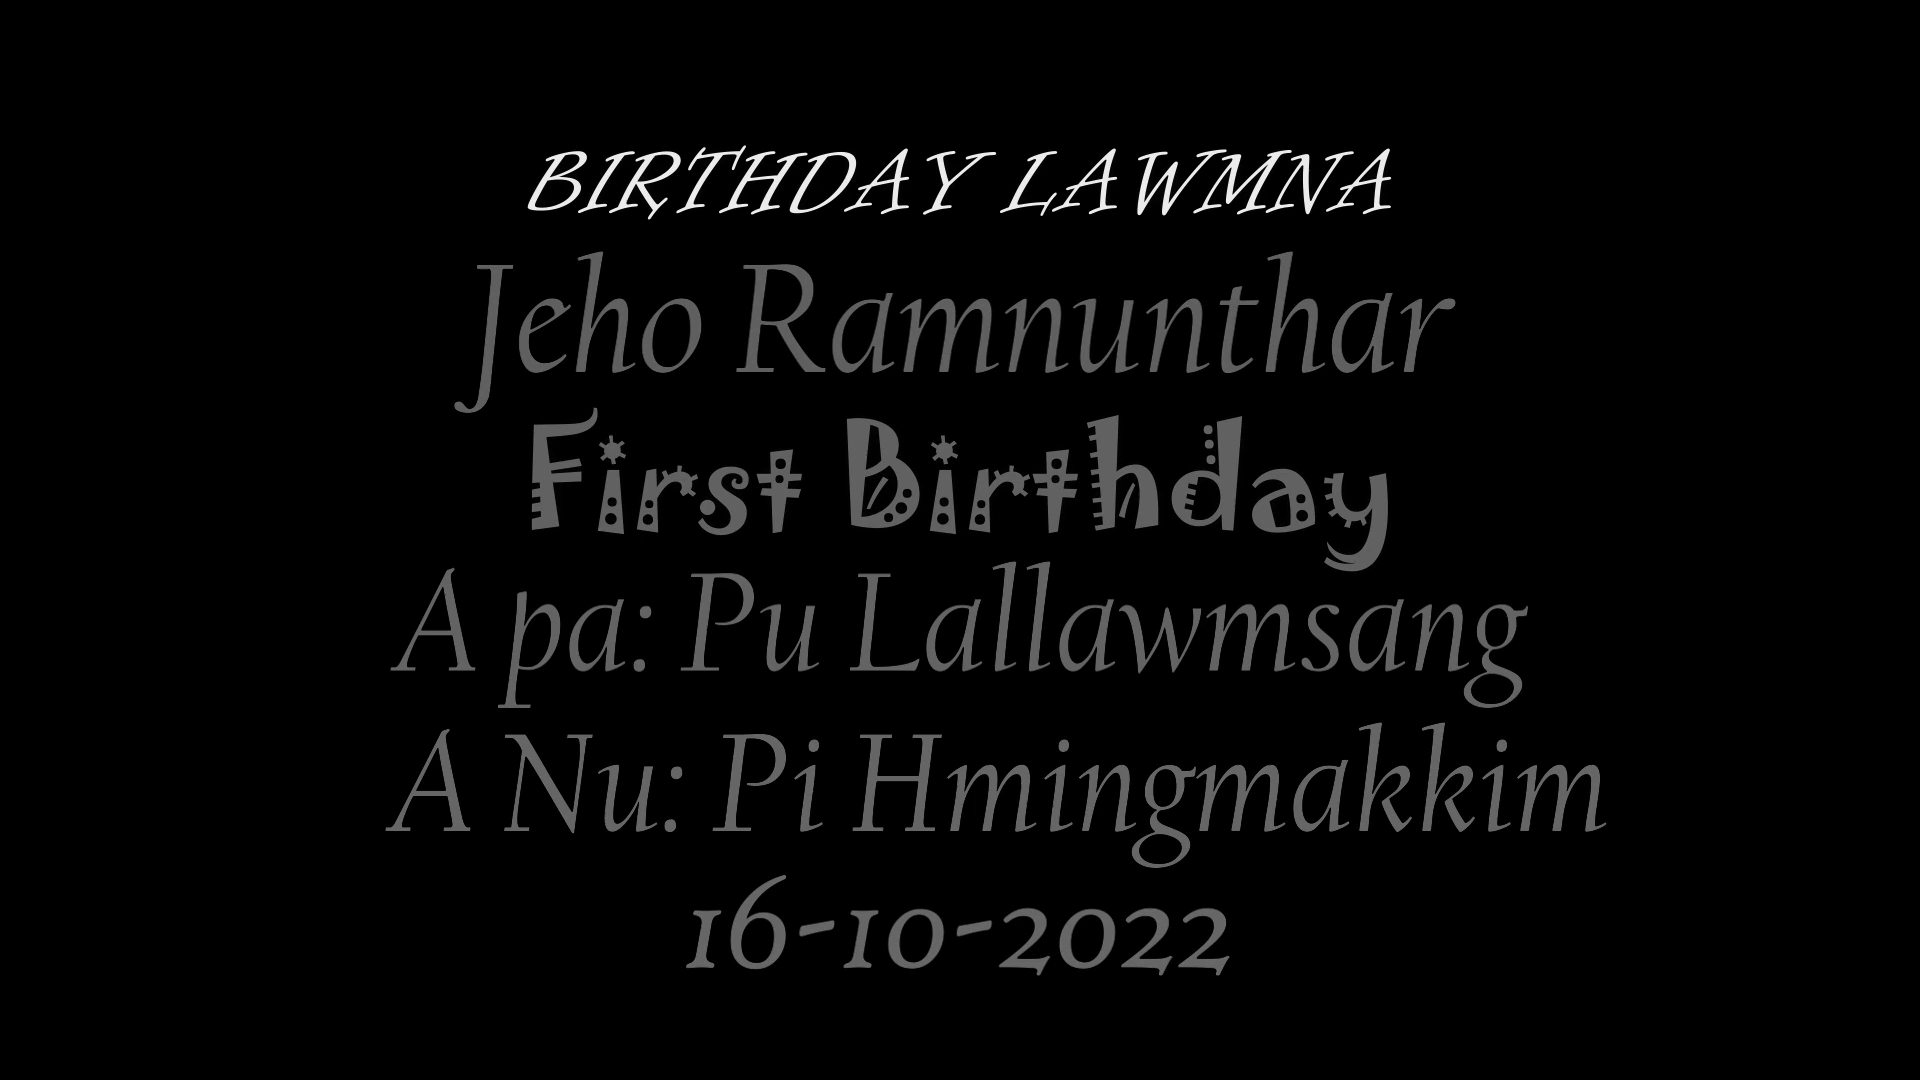 BIRTHDAY LAWMNA
Jeho Ramnunthar
First Birthday
A pa: Pu Lallawmsang
A Nu: Pi Hmingmakkim
16-10-2022